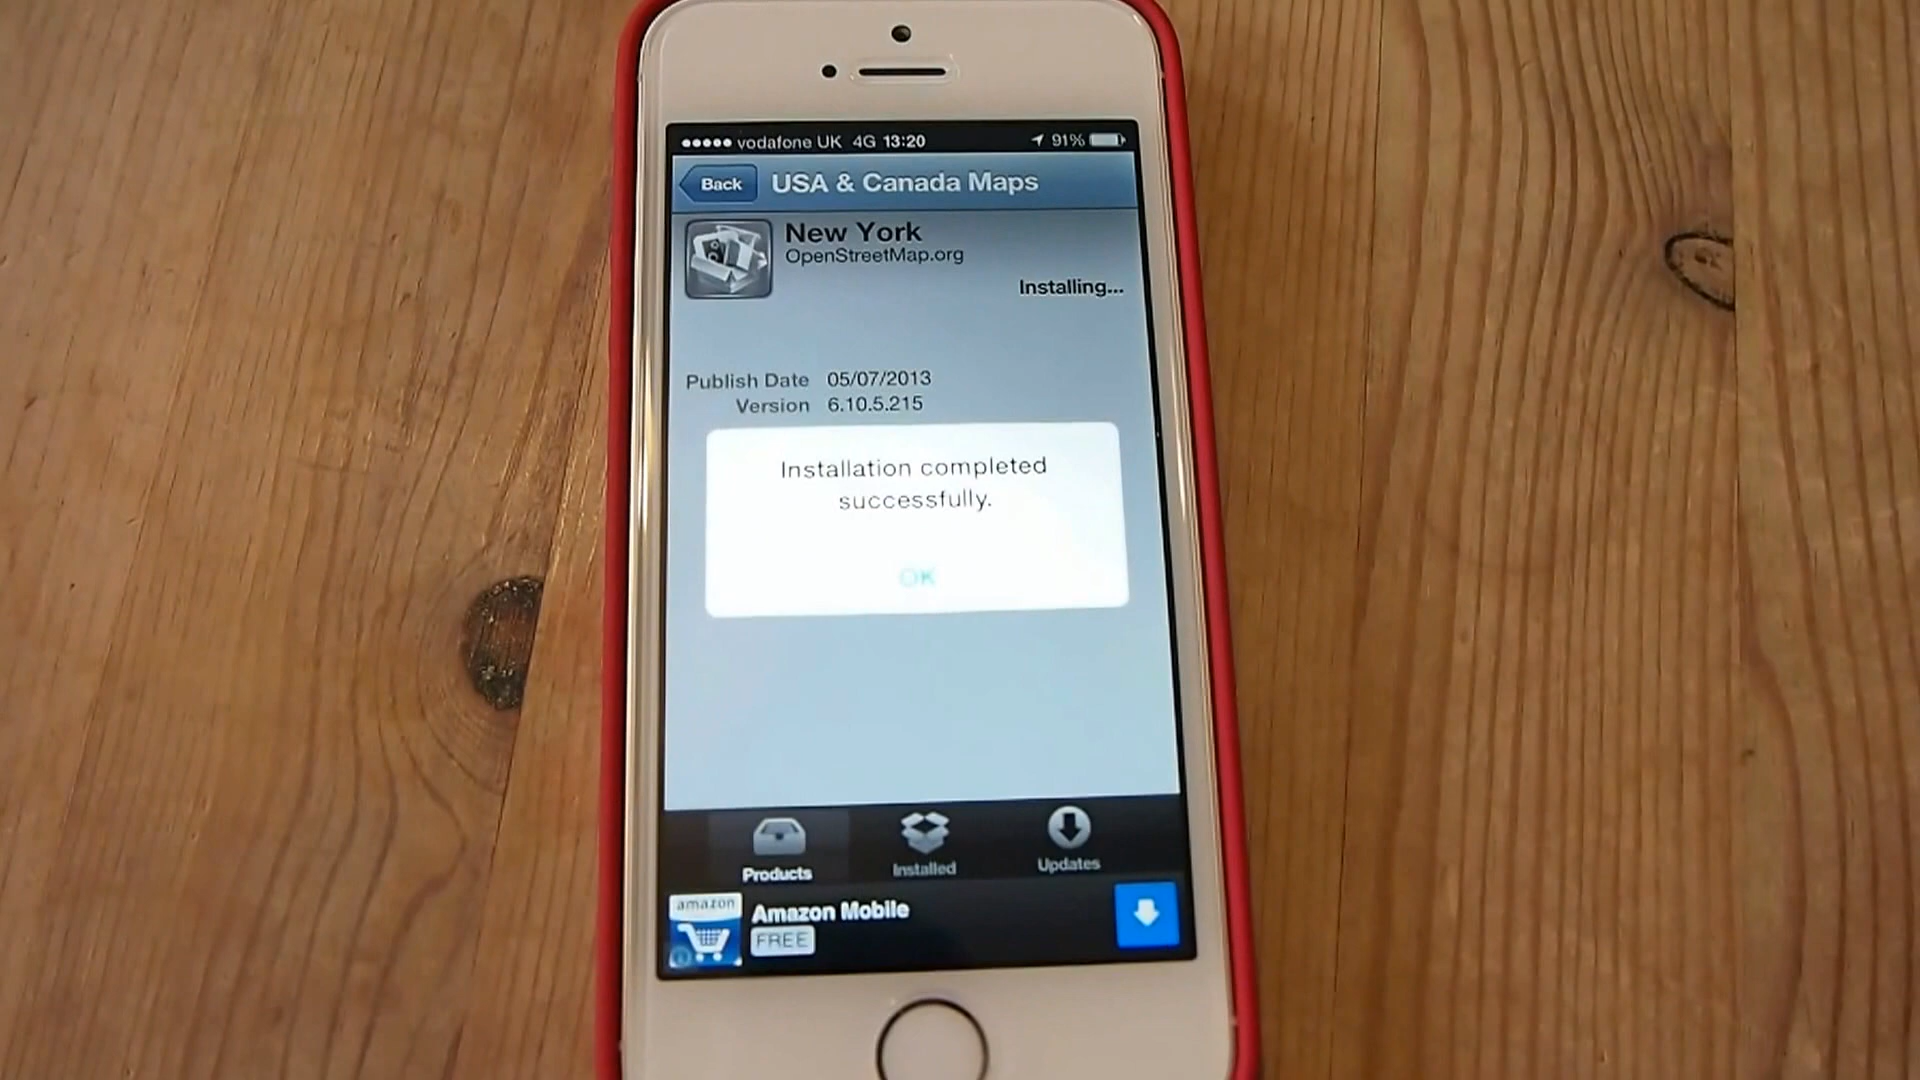 vodafone UK 4G 13:20 91%
Back USA & Canada Maps
New York
OpenStreetMap.org
Installing...
Publish Date 05/07/2013
Version 6.10.5.215
Installation completed
successfully.
OK
Products Installed Updates
amazon
Amazon Mobile
FREE